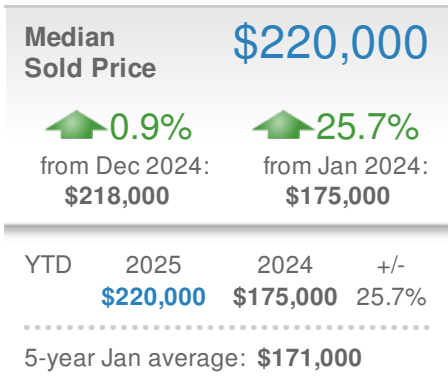 Median
Sold Price
$220,000
0.9%
from Dec 2024:
$218,000
25.7%
from Jan 2024:
$175,000
YTD 2025 2024 +/-
$220,000 $175,000 25.7%
5-year Jan average: $171,000